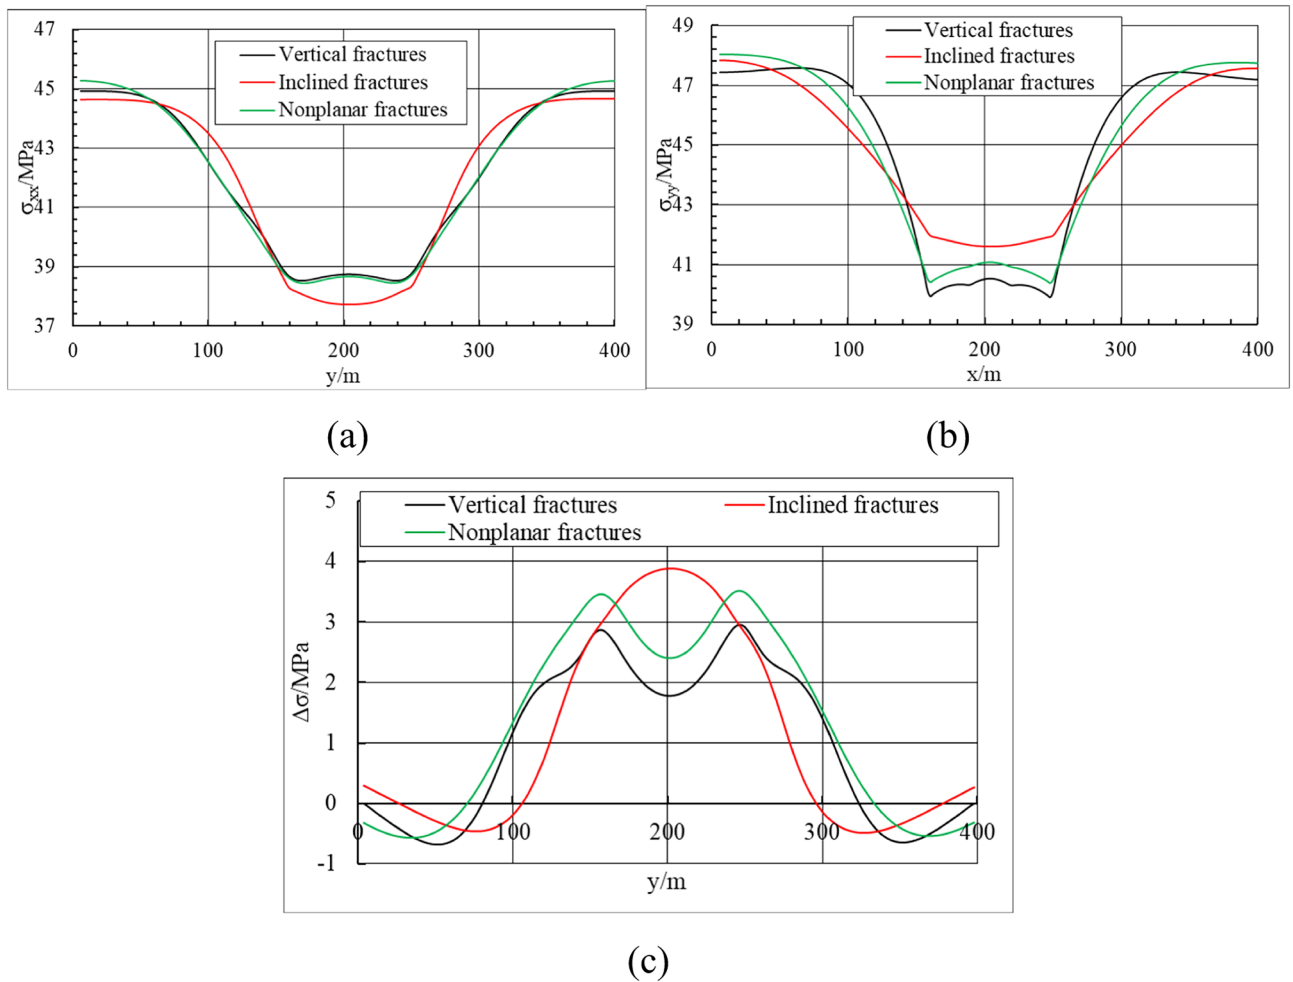 47
45
43
41
39
37
σxx/MPa
Vertical fractures
Inclined fractures
Nonplanar fractures
0 100 200 300 400
y/m
(a)
49
47
45
43
41
39
σyy/MPa
Vertical fractures
Inclined fractures
Nonplanar fractures
0 100 200 300 400
x/m
(b)
5
4
3
2
1
0
-1
Δσ/MPa
Vertical fractures Inclined fractures
Nonplanar fractures
0 100 200 300 400
y/m
(c)